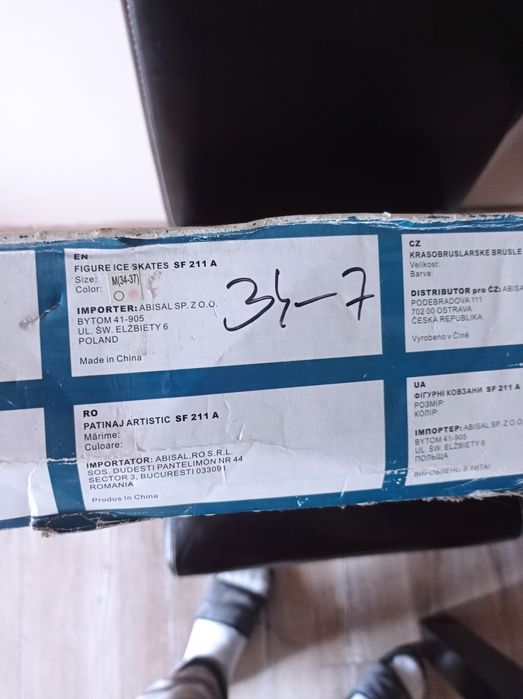 EN
FIGURE ICE SKATES SF 211 A
Size: M(34-37)
Color:
IMPORTER: ABISAL SP. Z O.O.
BYTOM 41-905
UL. ŚW. ELŻBIETY 6
POLAND
Made in China
34-7
CZ
KRASOBRUSLARSKE BRUSLE
Velikost:
Barva:
DISTRIBUTOR pro ČZ: ABISA
PODEBRADOVA 111
702 00 OSTRAVA
ČESKÁ REPUBLIKA
Vyrobeno v Číně
RO
PATINAJ ARTISTIC SF 211 A
Mărime:
Culoare:
IMPORTATOR: ABISAL.RO S.R.L.
SOS. DUDESTI PANTELIMON NR 44
SECTOR 3, BUCURESTI 033091
ROMANIA
Produs în China
UA
ФІГУРНІ КОВЗАНИ SF 211 A
РОЗМІР:
КОЛІР:
ІМПОРТЕР: ABISAL SP. Z O.O
BYTOM 41-905
UL. ŚW. ELŻBIETY 6
ПОЛЬЩА